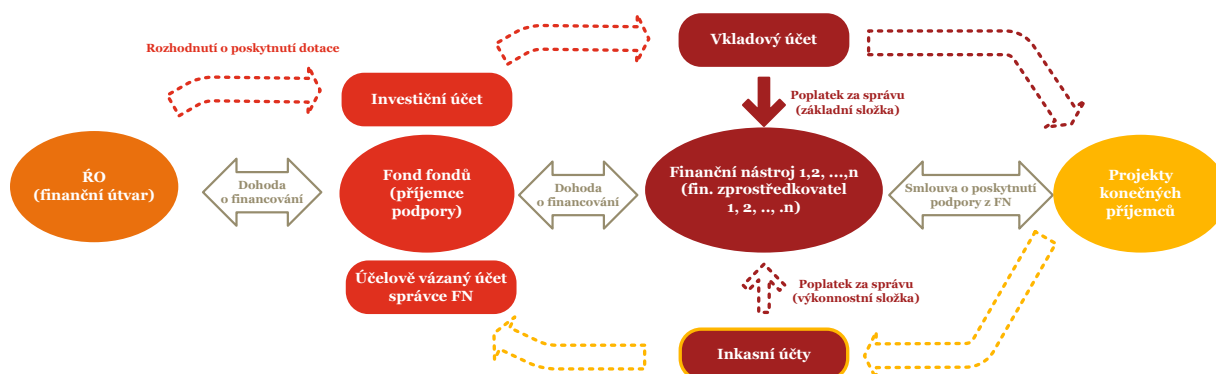 Rozhodnutí o poskytnutí dotace
Vkladový účet
Investiční účet
Poplatek za správu
(základní složka)
ŔO
(finanční útvar)
Dohoda
o financování
Fond fondů
(příjemce
podpory)
Dohoda
o financování
Finanční nástroj 1,2, ...,n
(fin. zprostředkovatel
1, 2, .., .n)
Smlouva o poskytnutí
podpory z FN
Projekty
konečných
příjemců
Účelově vázaný účet
správce FN
Poplatek za správu
(výkonnostní složka)
Inkasní účty